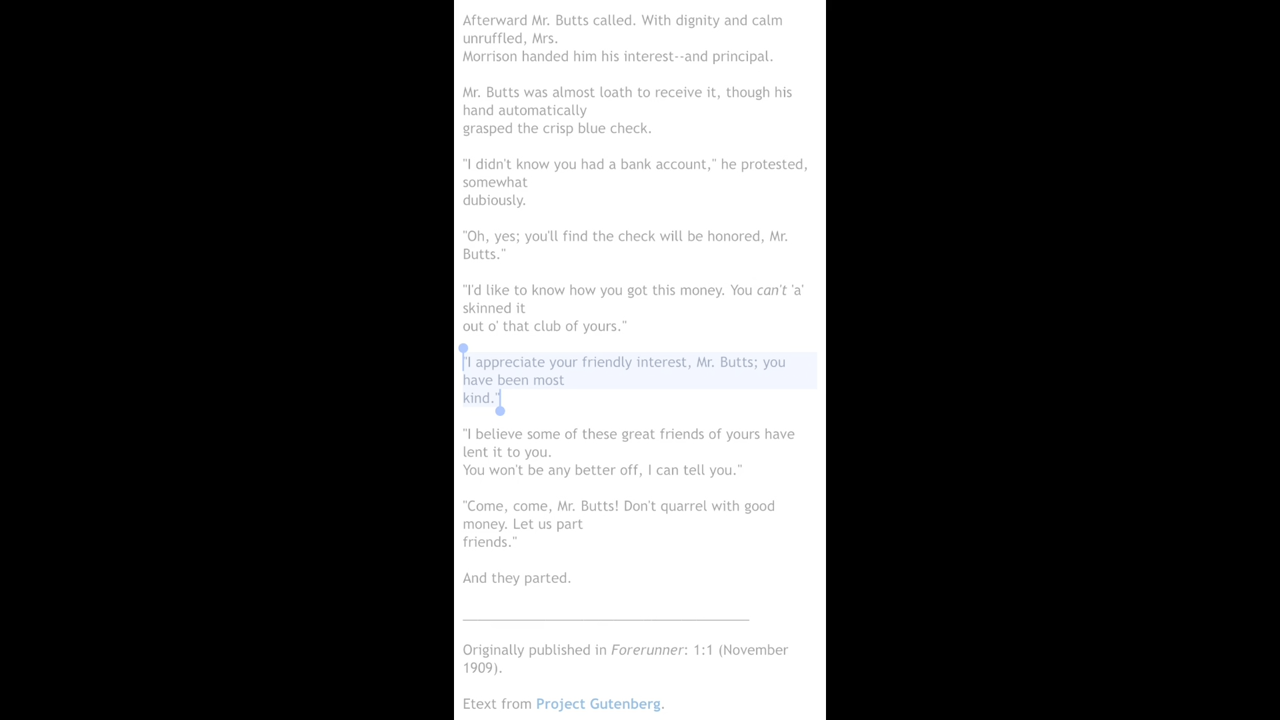 Afterward Mr. Butts called. With dignity and calm
unruffled, Mrs.
Morrison handed him his interest--and principal.
Mr. Butts was almost loath to receive it, though his
hand automatically
grasped the crisp blue check.
"I didn't know you had a bank account," he protested,
somewhat
dubiously.
"Oh, yes; you'll find the check will be honored, Mr.
Butts."
"I'd like to know how you got this money. You can't 'a'
skinned it
out o' that club of yours."
"I appreciate your friendly interest, Mr. Butts; you
have been most
kind."
"I believe some of these great friends of yours have
lent it to you.
You won't be any better off, I can tell you."
"Come, come, Mr. Butts! Don't quarrel with good
money. Let us part
friends."
And they parted.
Originally published in Forerunner: 1:1 (November
1909).
Etext from Project Gutenberg.